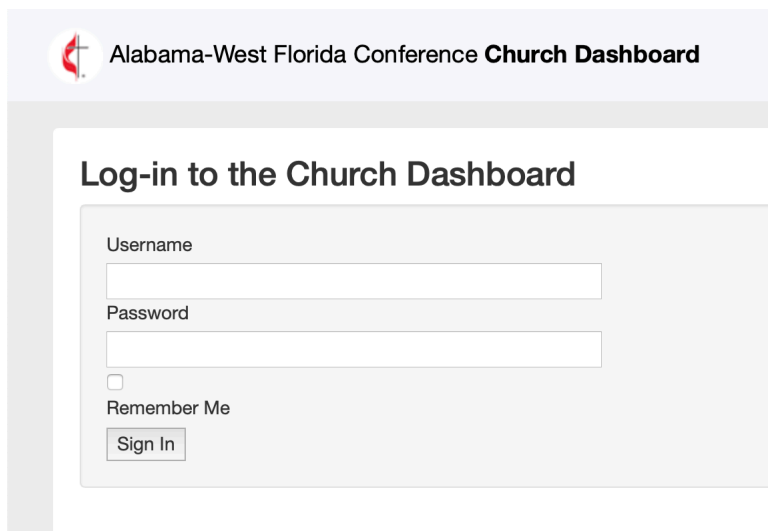 Alabama-West Florida Conference Church Dashboard
Log-in to the Church Dashboard
Username
Password
Remember Me
Sign In